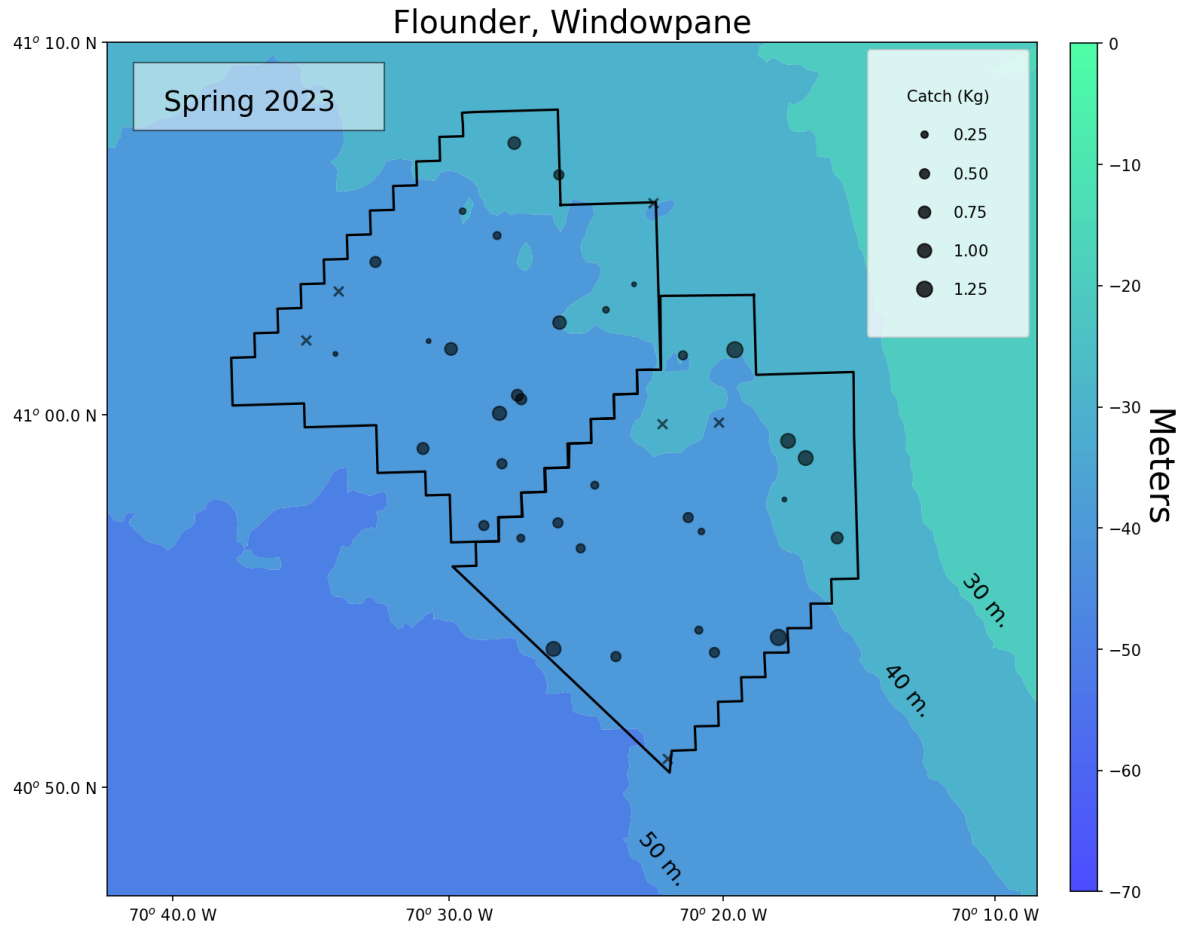 Flounder, Windowpane
Spring 2023
Catch (Kg)
0.25
0.50
0.75
1.00
1.25
41° 10.0 N
41° 00.0 N
40° 50.0 N
70° 40.0 W
70° 30.0 W
70° 20.0 W
70° 10.0 W
30 m.
40 m.
50 m.
0
−10
−20
−30
−40
−50
−60
−70
Meters